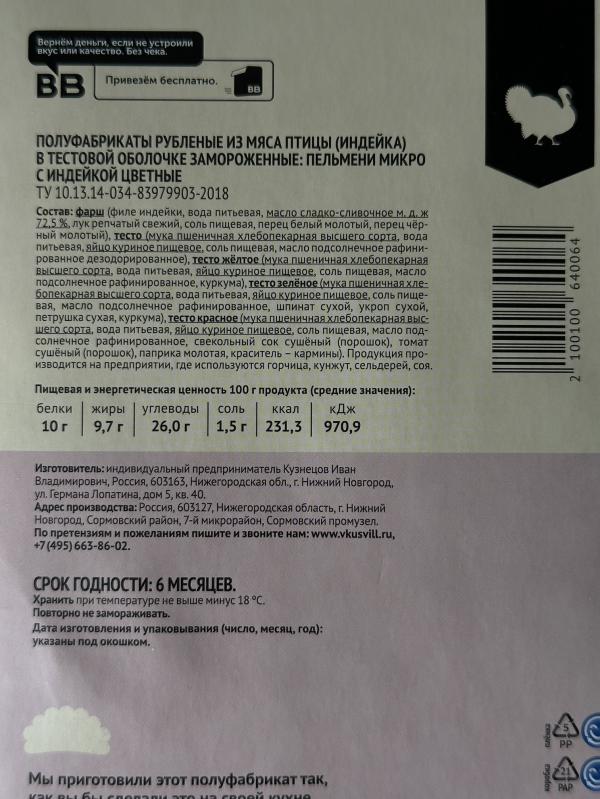 Вернём деньги, если не устроили
вкус или качество. Без чека.
ВВ
Привезём бесплатно.
ВВ
ПОЛУФАБРИКАТЫ РУБЛЕНЫЕ ИЗ МЯСА ПТИЦЫ (ИНДЕЙКА)
В ТЕСТОВОЙ ОБОЛОЧКЕ ЗАМОРОЖЕННЫЕ: ПЕЛЬМЕНИ МИКРО
С ИНДЕЙКОЙ ЦВЕТНЫЕ
ТУ 10.13.14-034-83979903-2018
Состав: фарш (филе индейки, вода питьевая, масло сладко-сливочное м. д. ж
72,5 %, лук репчатый свежий, соль пищевая, перец белый молотый, перец чёр-
ный молотый), тесто (мука пшеничная хлебопекарная высшего сорта, вода
питьевая, яйцо куриное пищевое, соль пищевая, масло подсолнечное рафини-
рованное дезодорированное), тесто жёлтое (мука пшеничная хлебопекарная
высшего сорта, вода питьевая, яйцо куриное пищевое, соль пищевая, масло
подсолнечное рафинированное, куркума), тесто зелёное (мука пшеничная хле-
бопекарная высшего сорта, вода питьевая, яйцо куриное пищевое, соль пище-
вая, масло подсолнечное рафинированное, шпинат сухой, укроп сухой,
петрушка сухая, куркума), тесто красное (мука пшеничная хлебопекарная выс-
шего сорта, вода питьевая, яйцо куриное пищевое, соль пищевая, масло под-
солнечное рафинированное, свекольный сок сушёный (порошок), томат
сушёный (порошок), паприка молотая, краситель – кармины). Продукция про-
изводится на предприятии, где используются горчица, кунжут, сельдерей, соя.
2 100100 640064
Пищевая и энергетическая ценность 100 г продукта (средние значения):
белки жиры углеводы соль ккал кДж
10 г 9,7 г 26,0 г 1,5 г 231,3 970,9
Изготовитель: индивидуальный предприниматель Кузнецов Иван
Владимирович, Россия, 603163, Нижегородская обл., г. Нижний Новгород,
ул. Германа Лопатина, дом 5, кв. 40.
Адрес производства: Россия, 603127, Нижегородская область, г. Нижний
Новгород, Сормовский район, 7-й микрорайон, Сормовский промузел.
По претензиям и пожеланиям пишите и звоните нам: www.vkusvill.ru,
+7 (495) 663-86-02.
СРОК ГОДНОСТИ: 6 МЕСЯЦЕВ.
Хранить при температуре не выше минус 18 °С.
Повторно не замораживать.
Дата изготовления и упаковывания (число, месяц, год):
указаны под окошком.
5
PP
21
PAP
Мы приготовили этот полуфабрикат так,
как вы бы сделали это на своей кухне